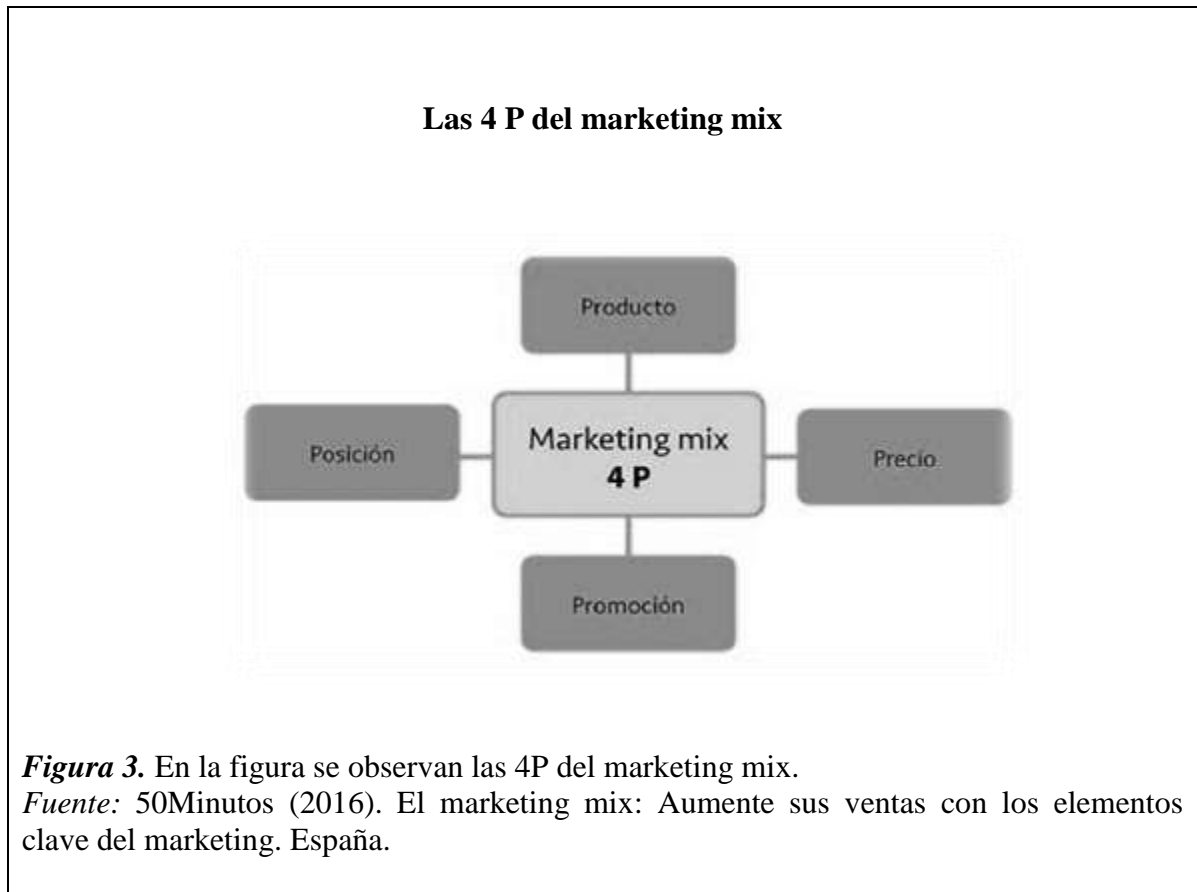 Las 4 P del marketing mix
Producto
Posición
Marketing mix
4 P
Precio
Promoción
Figura 3. En la figura se observan las 4P del marketing mix.
Fuente: 50Minutos (2016). El marketing mix: Aumente sus ventas con los elementos
clave del marketing. España.